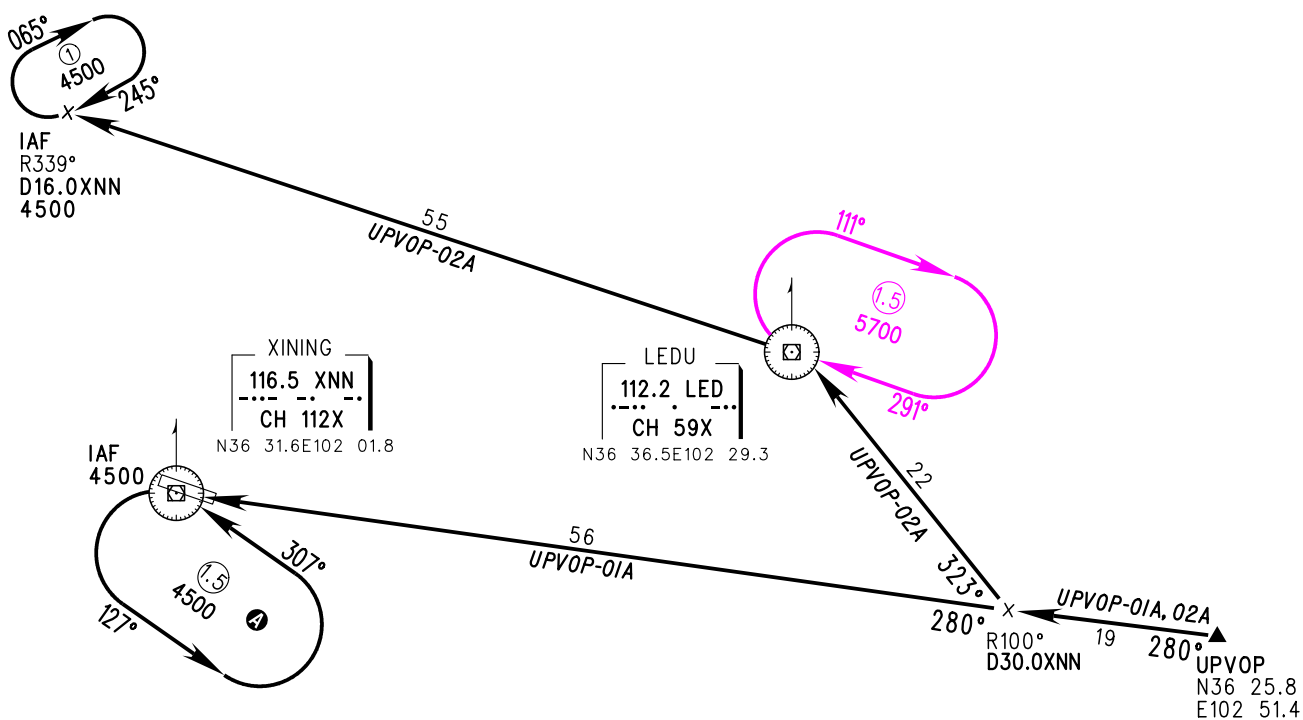 065°
1
4500
245°
IAF
R339°
D16.0XNN
4500
55
UPVOP-02A
111°
1.5
5700
291°
XINING
116.5 XNN
CH 112X
N36 31.6E102 01.8
LEDU
112.2 LED
CH 59X
N36 36.5E102 29.3
IAF
4500
22
UPVOP-02A
323°
56
UPVOP-01A
280°
307°
1.5
4500
A
127°
R100°
D30.0XNN
UPVOP-01A, 02A
19
280°
UPVOP
N36 25.8
E102 51.4